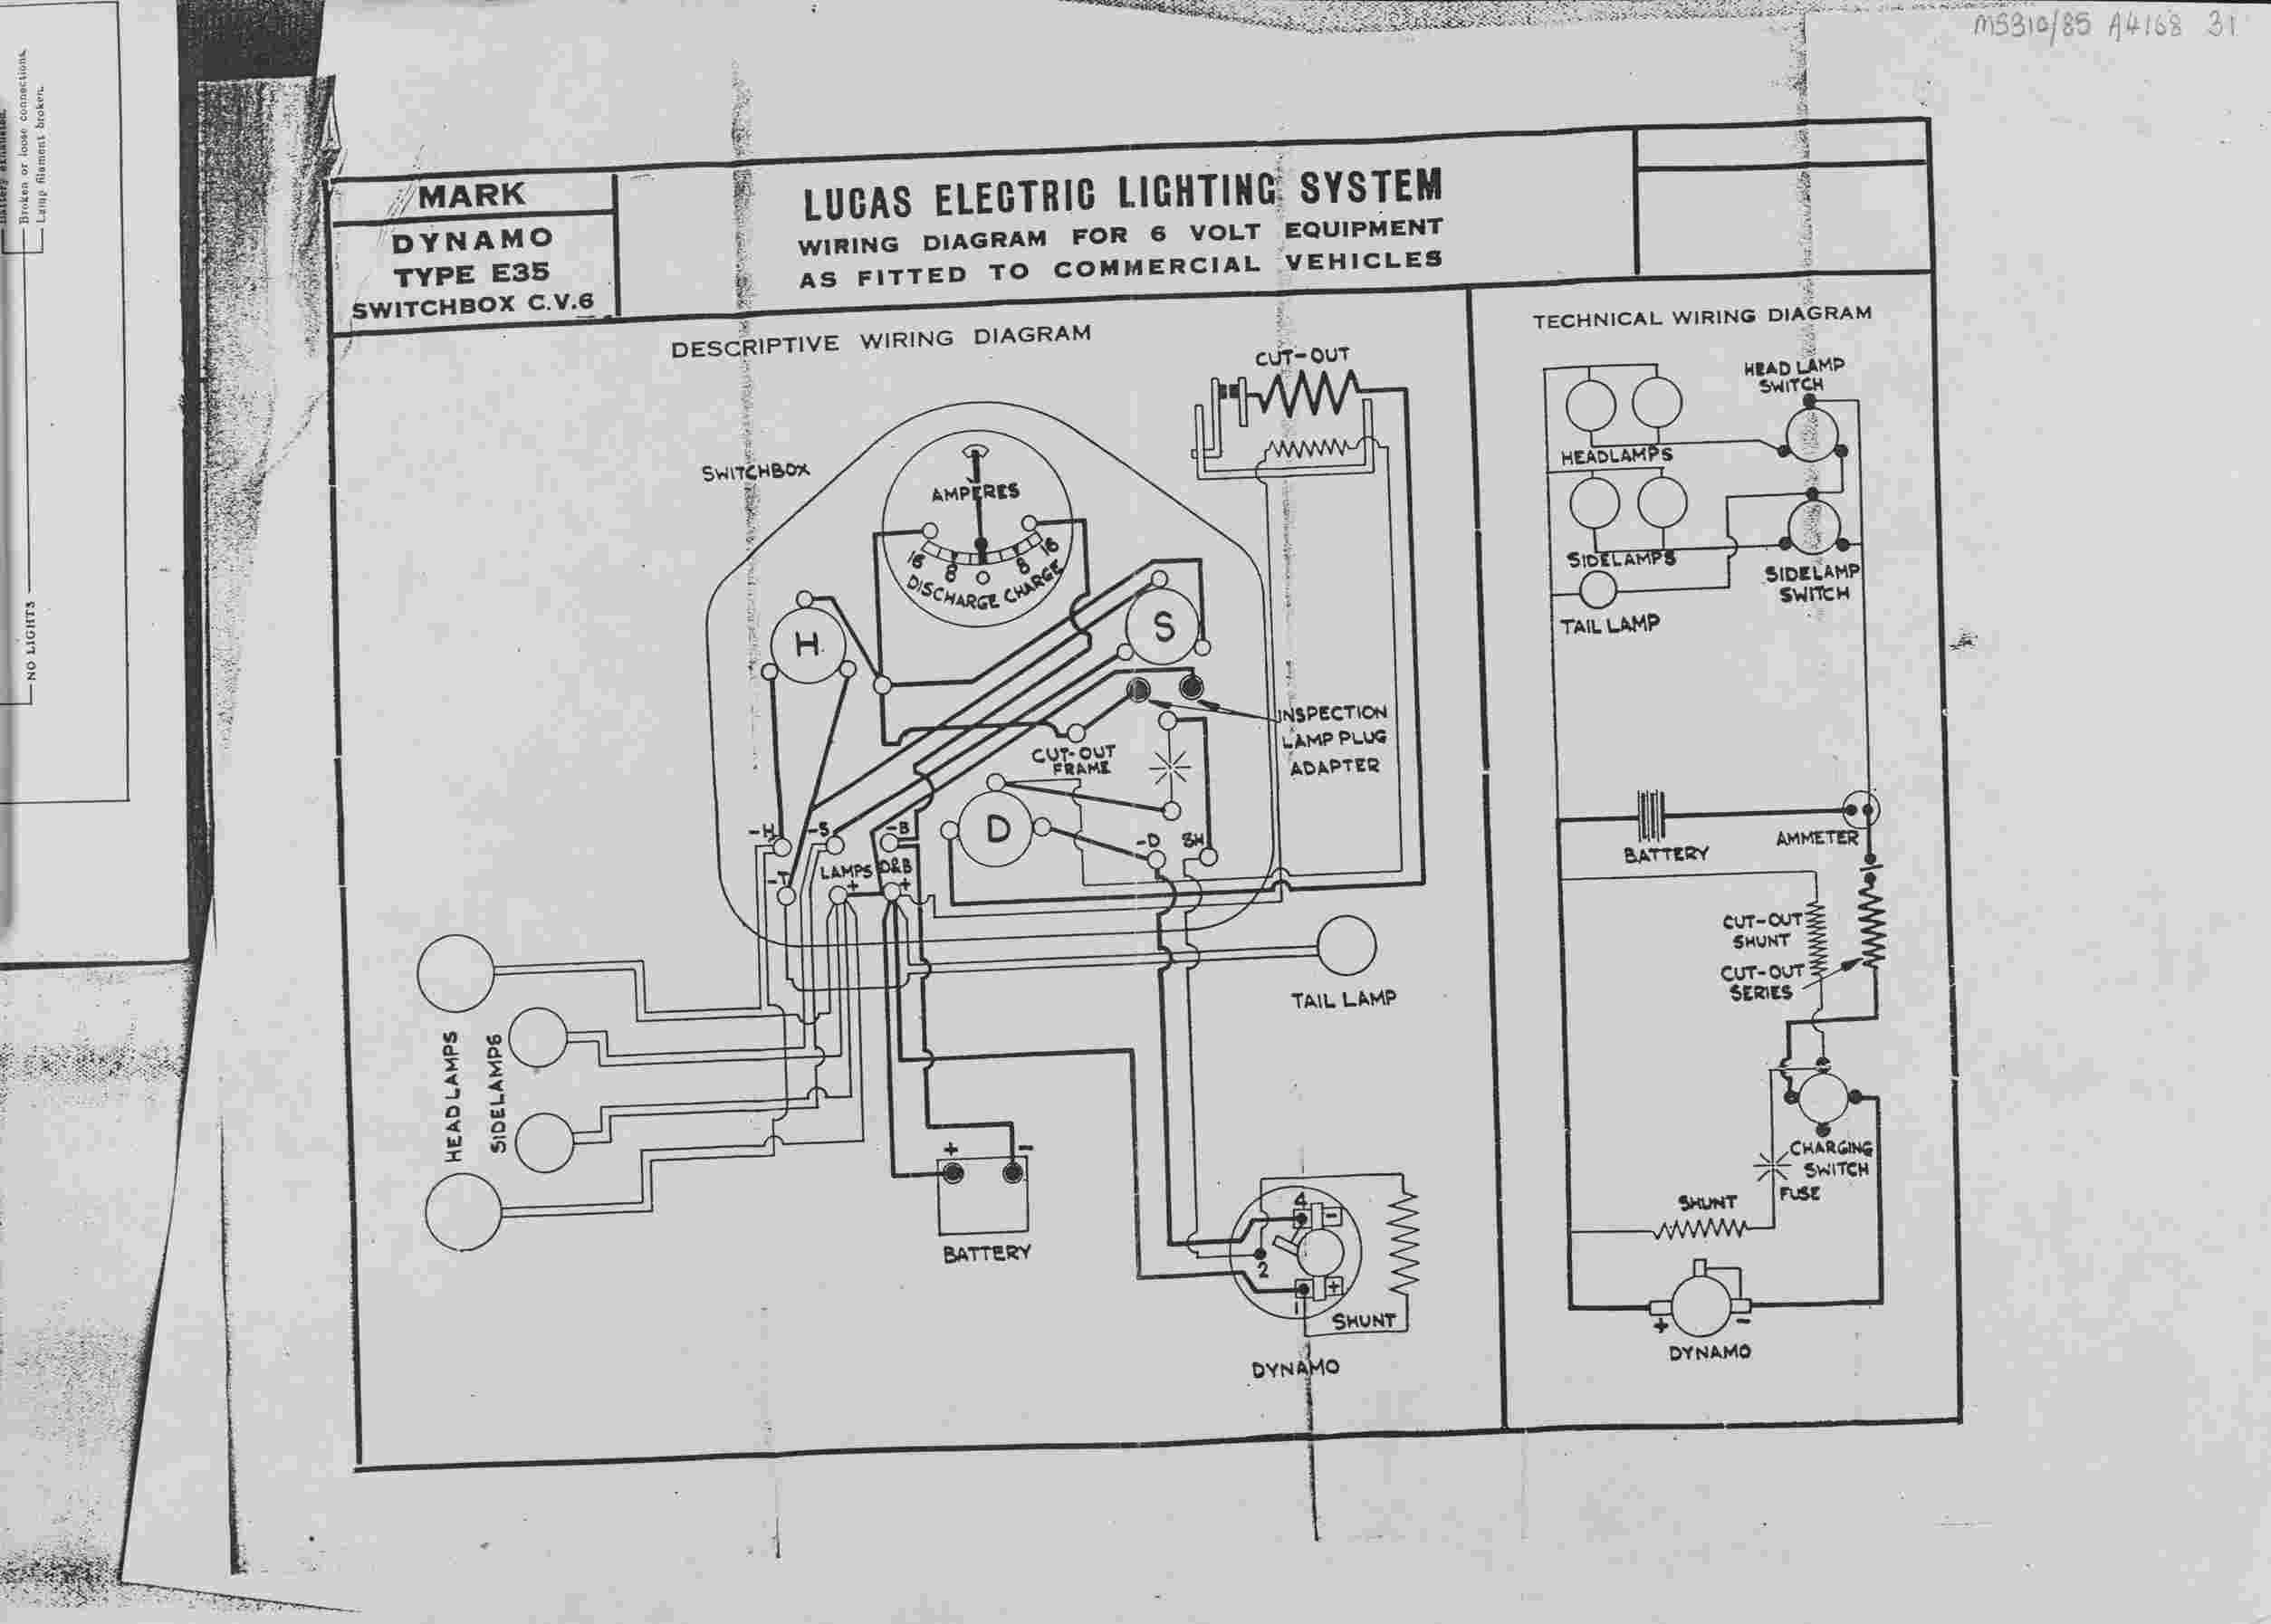 MS310/85 A4168 31
Broken or loose connections.
Lamp filament broken.
NO LIGHTS
MARK
DYNAMO
TYPE E35
SWITCHBOX C.V.6
LUCAS ELECTRIC LIGHTING SYSTEM
WIRING DIAGRAM FOR 6 VOLT EQUIPMENT
AS FITTED TO COMMERCIAL VEHICLES
DESCRIPTIVE WIRING DIAGRAM
CUT-OUT
SWITCHBOX
AMPERES
16 8 0 8 16
DISCHARGE CHARGE
H
S
INSPECTION
LAMP PLUG
ADAPTER
CUT-OUT
FRAME
D
-H -S -B -D SH
-T LAMPS D&B
+ +
TAIL LAMP
HEADLAMPS
SIDELAMPS
+ -
BATTERY
4 -
2
1 +
SHUNT
DYNAMO
TECHNICAL WIRING DIAGRAM
HEAD LAMP
SWITCH
HEADLAMPS
SIDELAMPS
SIDELAMP
SWITCH
TAIL LAMP
AMMETER
BATTERY
CUT-OUT
SHUNT
CUT-OUT
SERIES
CHARGING
SWITCH
FUSE
SHUNT
+ -
DYNAMO